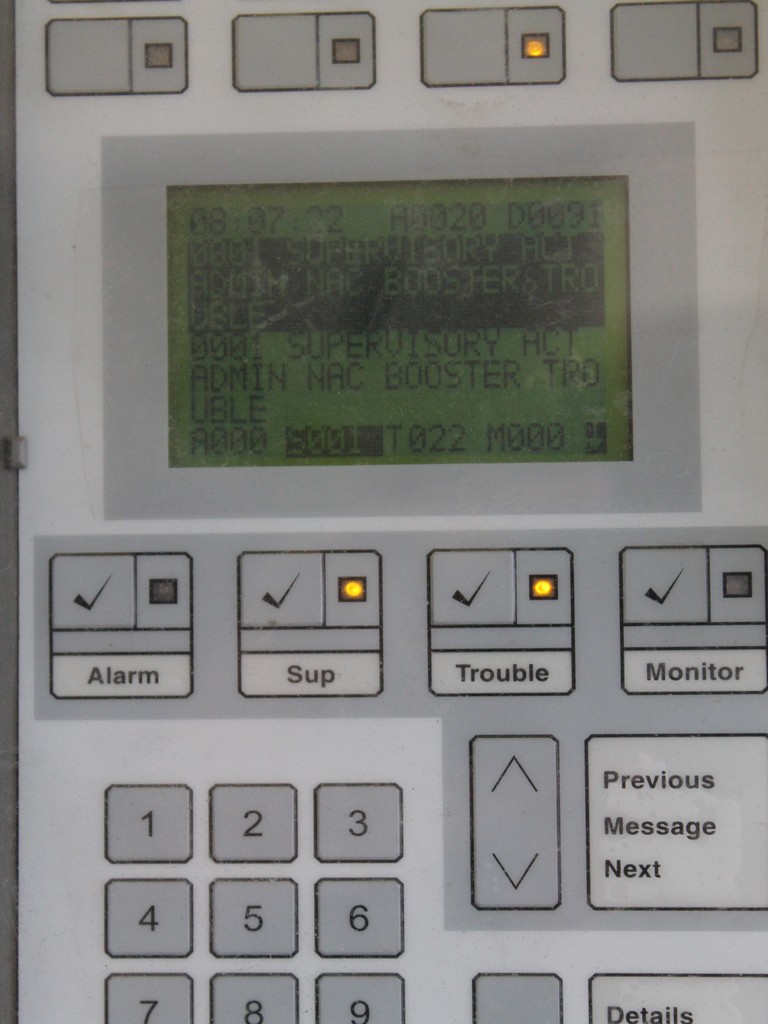 08:07:22 A0020 D0091
0001 SUPERVISORY ACT
ADMIN NAC BOOSTER TRO
UBLE
0001 SUPERVISORY ACT
ADMIN NAC BOOSTER TRO
UBLE
A000 S001 T022 M000
Alarm
Sup
Trouble
Monitor
Previous
Message
Next
1 2 3
4 5 6
7 8 9
Details